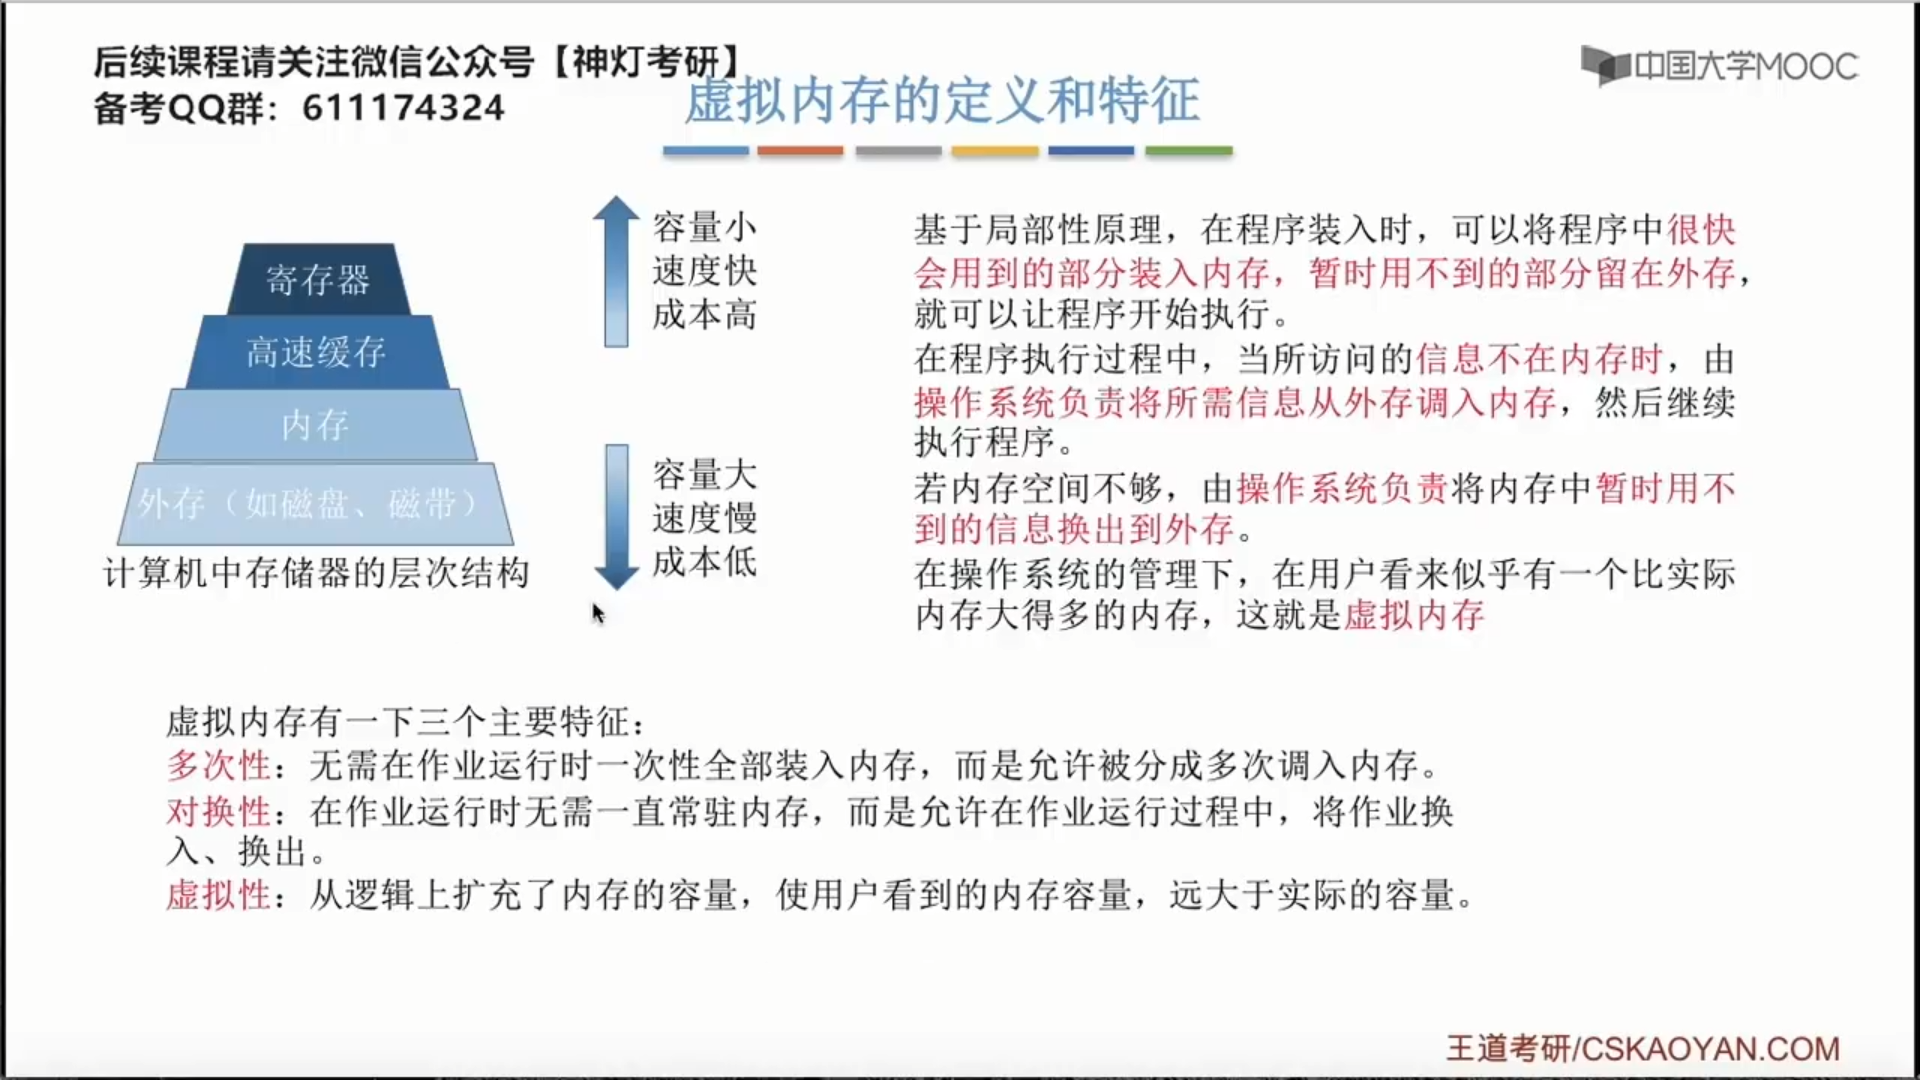 后续课程请关注微信公众号【神灯考研】
备考QQ群：611174324
中国大学MOOC
虚拟内存的定义和特征
寄存器
高速缓存
内存
外存（如磁盘、磁带）
计算机中存储器的层次结构
容量小
速度快
成本高
容量大
速度慢
成本低
基于局部性原理，在程序装入时，可以将程序中很快
会用到的部分装入内存，暂时用不到的部分留在外存，
就可以让程序开始执行。
在程序执行过程中，当所访问的信息不在内存时，由
操作系统负责将所需信息从外存调入内存，然后继续
执行程序。
若内存空间不够，由操作系统负责将内存中暂时用不
到的信息换出到外存。
在操作系统的管理下，在用户看来似乎有一个比实际
内存大得多的内存，这就是虚拟内存
虚拟内存有一下三个主要特征：
多次性：无需在作业运行时一次性全部装入内存，而是允许被分成多次调入内存。
对换性：在作业运行时无需一直常驻内存，而是允许在作业运行过程中，将作业换
入、换出。
虚拟性：从逻辑上扩充了内存的容量，使用户看到的内存容量，远大于实际的容量。
王道考研/CSKAOYAN.COM